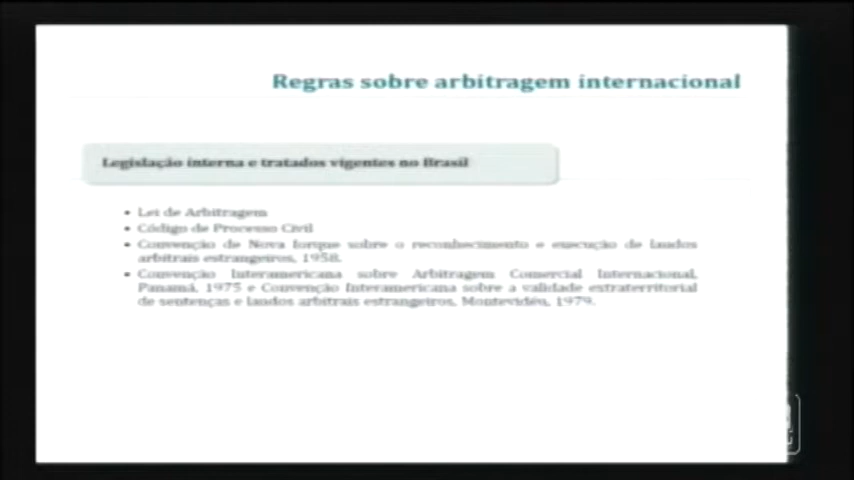 Regras sobre arbitragem internacional
Legislação interna e tratados vigentes no Brasil
• Lei de Arbitragem
• Código de Processo Civil
• Convenção de Nova Iorque sobre o reconhecimento e execução de laudos
arbitrais estrangeiros, 1958.
• Convenção Interamericana sobre Arbitragem Comercial Internacional,
Panamá, 1975 e Convenção Interamericana sobre a validade extraterritorial
de sentenças e laudos arbitrais estrangeiros, Montevidéu, 1979.